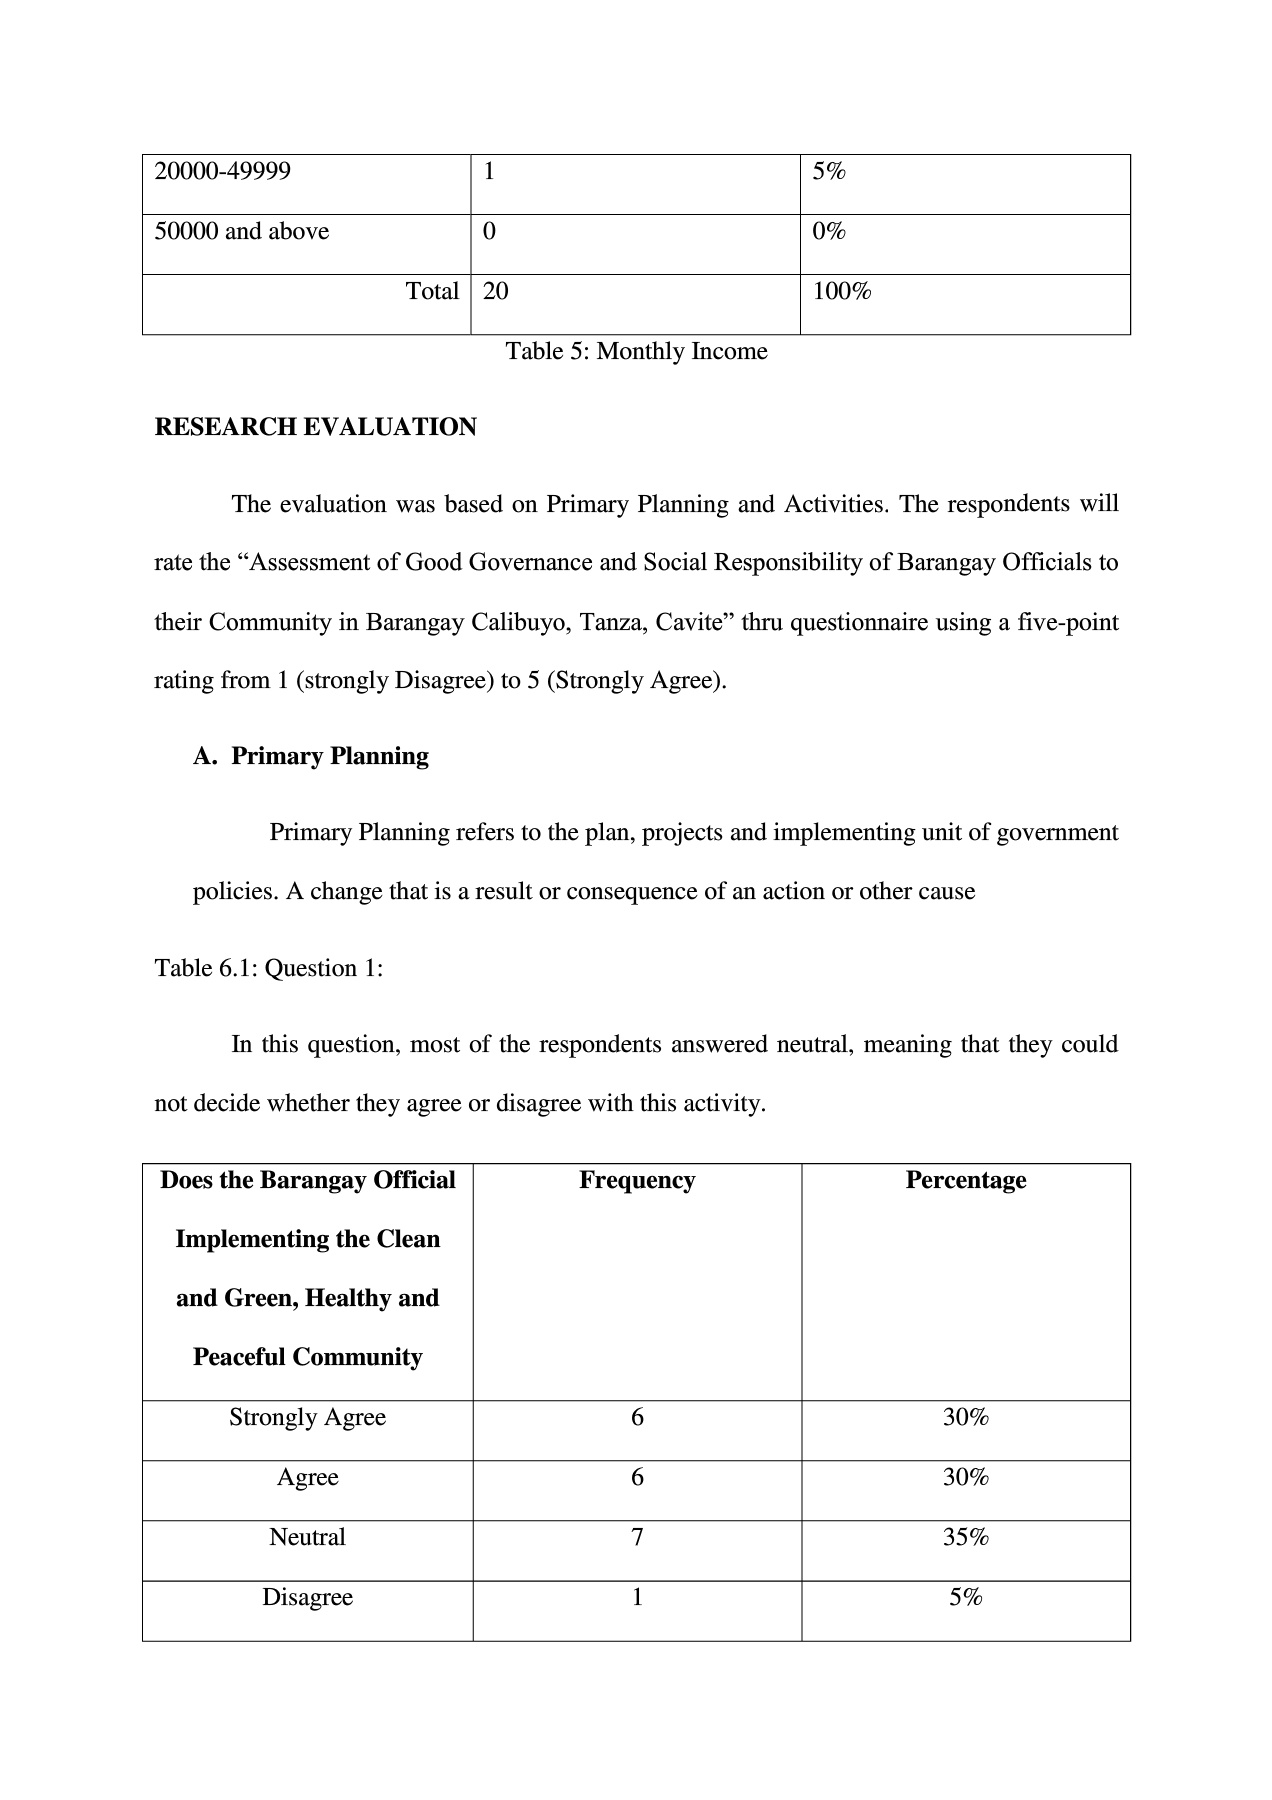 20000-49999 1 5%
50000 and above 0 0%
Total 20 100%
Table 5: Monthly Income
RESEARCH EVALUATION
The evaluation was based on Primary Planning and Activities. The respondents will
rate the “Assessment of Good Governance and Social Responsibility of Barangay Officials to
their Community in Barangay Calibuyo, Tanza, Cavite” thru questionnaire using a five-point
rating from 1 (strongly Disagree) to 5 (Strongly Agree).
A. Primary Planning
Primary Planning refers to the plan, projects and implementing unit of government
policies. A change that is a result or consequence of an action or other cause
Table 6.1: Question 1:
In this question, most of the respondents answered neutral, meaning that they could
not decide whether they agree or disagree with this activity.
Does the Barangay Official Frequency Percentage
Implementing the Clean
and Green, Healthy and
Peaceful Community
Strongly Agree 6 30%
Agree 6 30%
Neutral 7 35%
Disagree 1 5%